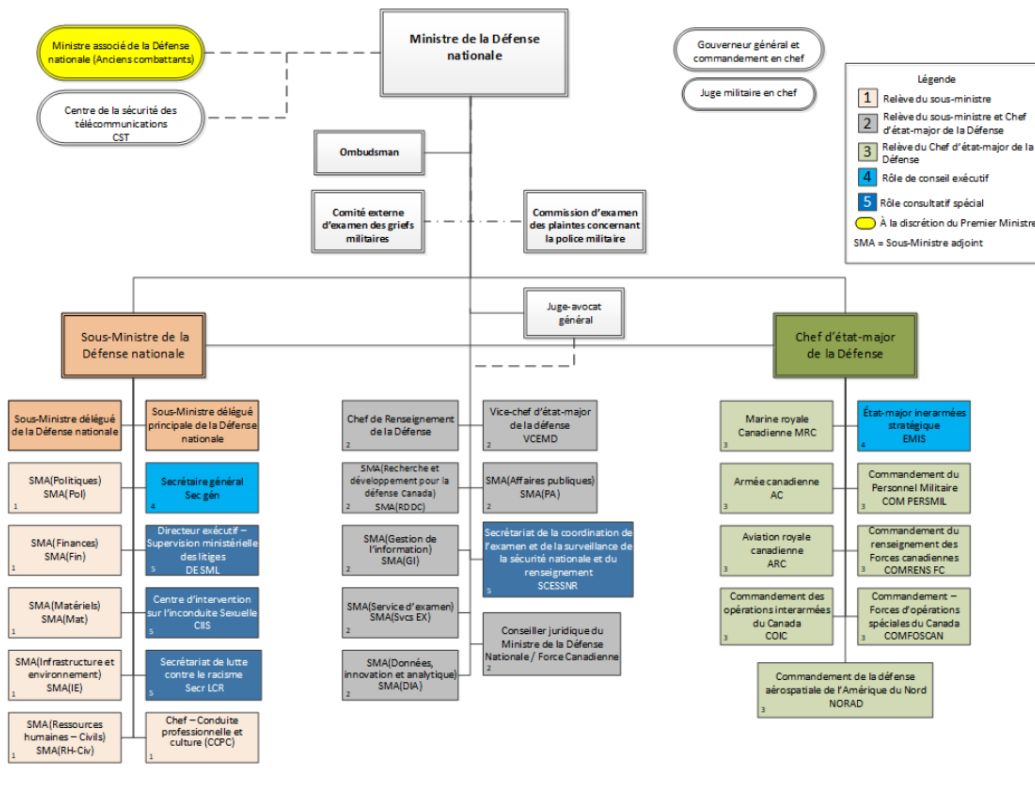 Ministre associé de la Défense
nationale (Anciens combattants)
Centre de la sécurité des
télécommunications
CST
Ministre de la Défense
nationale
Gouverneur général et
commandement en chef
Juge militaire en chef
Légende
1 Relève du sous-ministre
2 Relève du sous-ministre et Chef
d'état-major de la Défense
3 Relève du Chef d'état-major de la
Défense
4 Rôle de conseil exécutif
5 Rôle consultatif spécial
À la discrétion du Premier Ministre
SMA = Sous-Ministre adjoint
Ombudsman
Comité externe
d'examen des griefs
militaires
Commission d'examen
des plaintes concernant
la police militaire
Juge-avocat
général
Sous-Ministre de la
Défense nationale
Chef d'état-major
de la Défense
Sous-Ministre délégué
de la Défense nationale
Sous-Ministre délégué
principale de la Défense
nationale
SMA(Politiques)
SMA(Pol)
1
Secrétaire général
Sec gén
4
SMA(Finances)
SMA(Fin)
1
Directeur exécutif –
Supervision ministérielle
des litiges
DE SML
5
SMA(Matériels)
SMA(Mat)
1
Centre d'intervention
sur l'inconduite Sexuelle
CIIS
5
SMA(Infrastructure et
environnement)
SMA(IE)
1
Secrétariat de lutte
contre le racisme
Secr LCR
5
SMA(Ressources
humaines – Civils)
SMA(RH-Civ)
1
Chef – Conduite
professionnelle et
culture (CCPC)
1
Chef de Renseignement
de la Défense
2
Vice-chef d'état-major
de la défense
VCEMD
2
SMA(Recherche et
développement pour la
défense Canada)
SMA(RDDC)
2
SMA(Affaires publiques)
SMA(PA)
2
SMA(Gestion de
l'information)
SMA(GI)
2
Secrétariat de la coordination de
l'examen et de la surveillance de
la sécurité nationale et du
renseignement
SCESSNR
5
SMA(Service d'examen)
SMA(Svcs EX)
2
Conseiller juridique du
Ministre de la Défense
Nationale / Force Canadienne
2
SMA(Données,
innovation et analytique)
SMA(DIA)
2
Marine royale
Canadienne MRC
3
État-major inerarmées
stratégique
EMIS
4
Armée canadienne
AC
3
Commandement du
Personnel Militaire
COM PERSMIL
3
Aviation royale
canadienne
ARC
3
Commandement du
renseignement des
Forces canadiennes
COMRENS FC
3
Commandement des
opérations interarmées
du Canada
COIC
3
Commandement –
Forces d'opérations
spéciales du Canada
COMFOSCAN
3
Commandement de la défense
aérospatiale de l'Amérique du Nord
NORAD
3